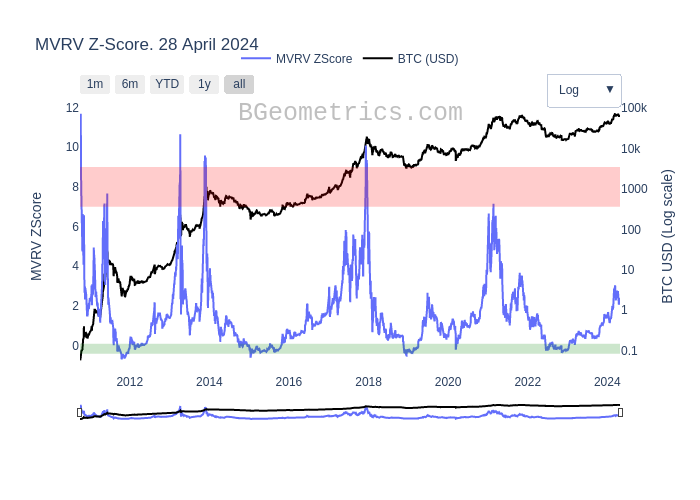 MVRV Z-Score. 28 April 2024
MVRV ZScore BTC (USD)
1m 6m YTD 1y all
Log ▼
BGeometrics.com
12
10
8
6
4
2
0
MVRV ZScore
100k
10k
1000
100
10
1
0.1
BTC USD (Log scale)
2012 2014 2016 2018 2020 2022 2024